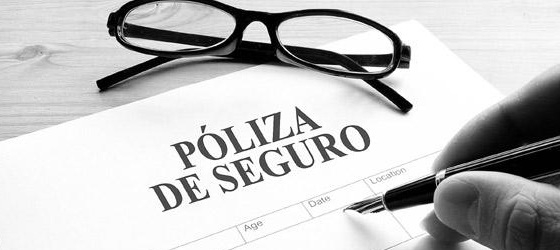 PÓLIZA
DE SEGURO
Age
Date
Location